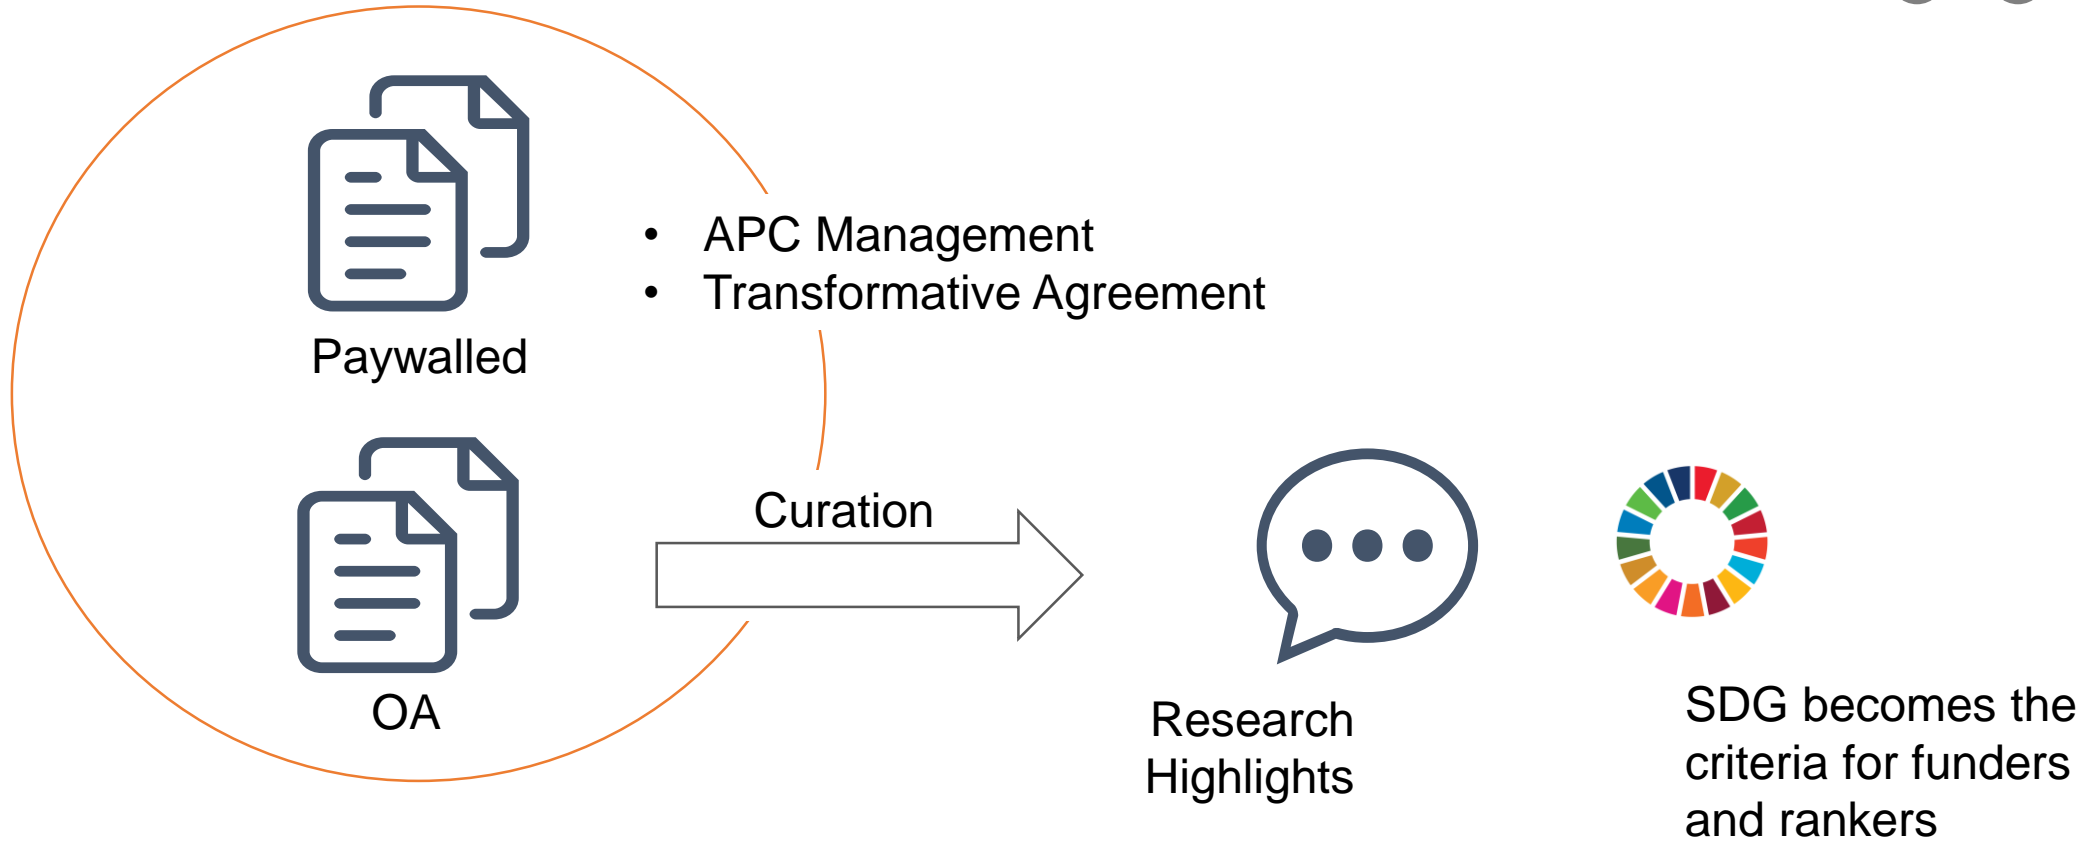 • APC Management
• Transformative Agreement
Paywalled
Curation
OA
Research
Highlights
SDG becomes the
criteria for funders
and rankers